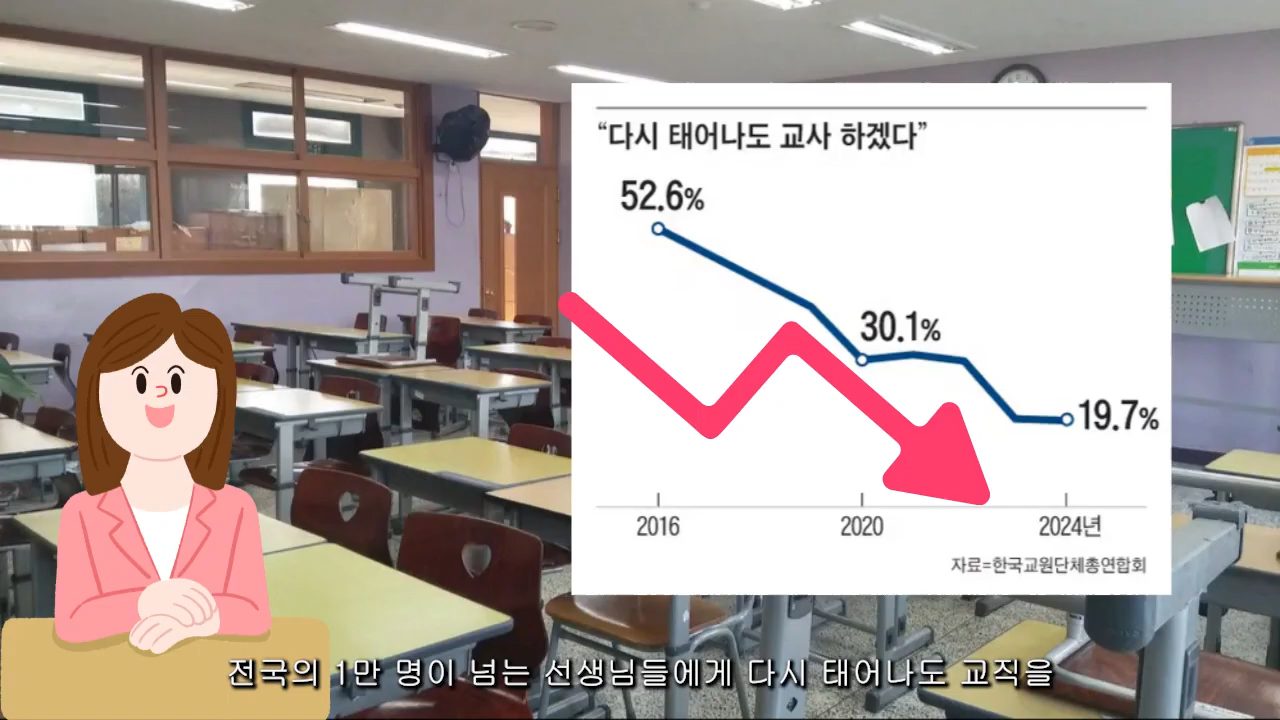 “다시 태어나도 교사 하겠다”
52.6%
30.1%
19.7%
2016 2020 2024년
자료=한국교원단체총연합회
전국의 1만 명이 넘는 선생님들에게 다시 태어나도 교직을